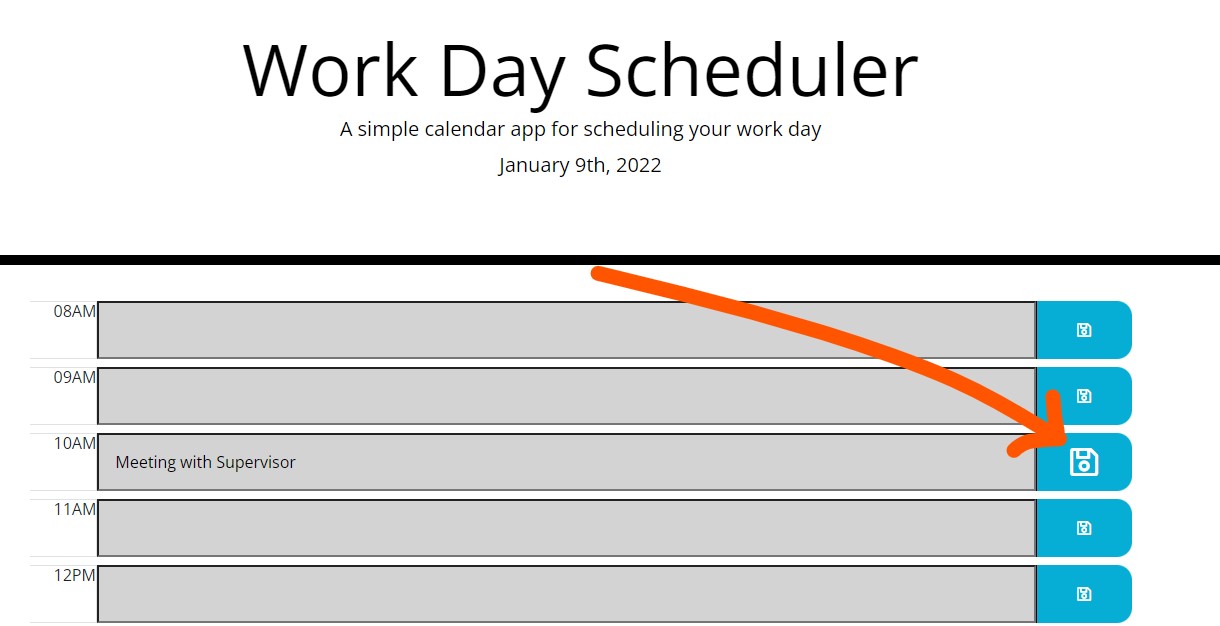 Work Day Scheduler
A simple calendar app for scheduling your work day
January 9th, 2022
08AM
09AM
10AM
Meeting with Supervisor
11AM
12PM